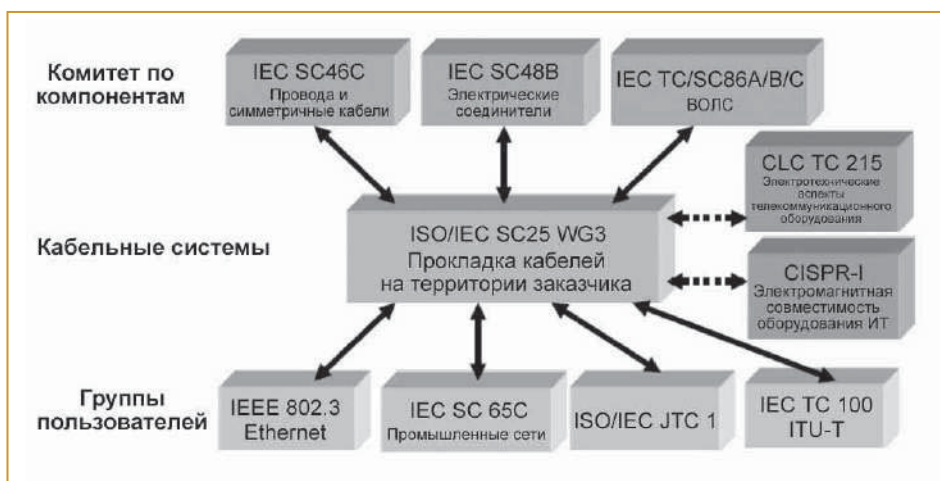 Комитет по
компонентам
IEC SC46C
Провода и
симметричные кабели
IEC SC48B
Электрические
соединители
IEC TC/SC86A/B/C
ВОЛС
CLC TC 215
Электротехнические
аспекты
телекоммуникационного
оборудования
Кабельные системы
ISO/IEC SC25 WG3
Прокладка кабелей
на территории заказчика
CISPR-I
Электромагнитная
совместимость
оборудования ИТ
Группы
пользователей
IEEE 802.3
Ethernet
IEC SC 65C
Промышленные сети
ISO/IEC JTC 1
IEC TC 100
ITU-T